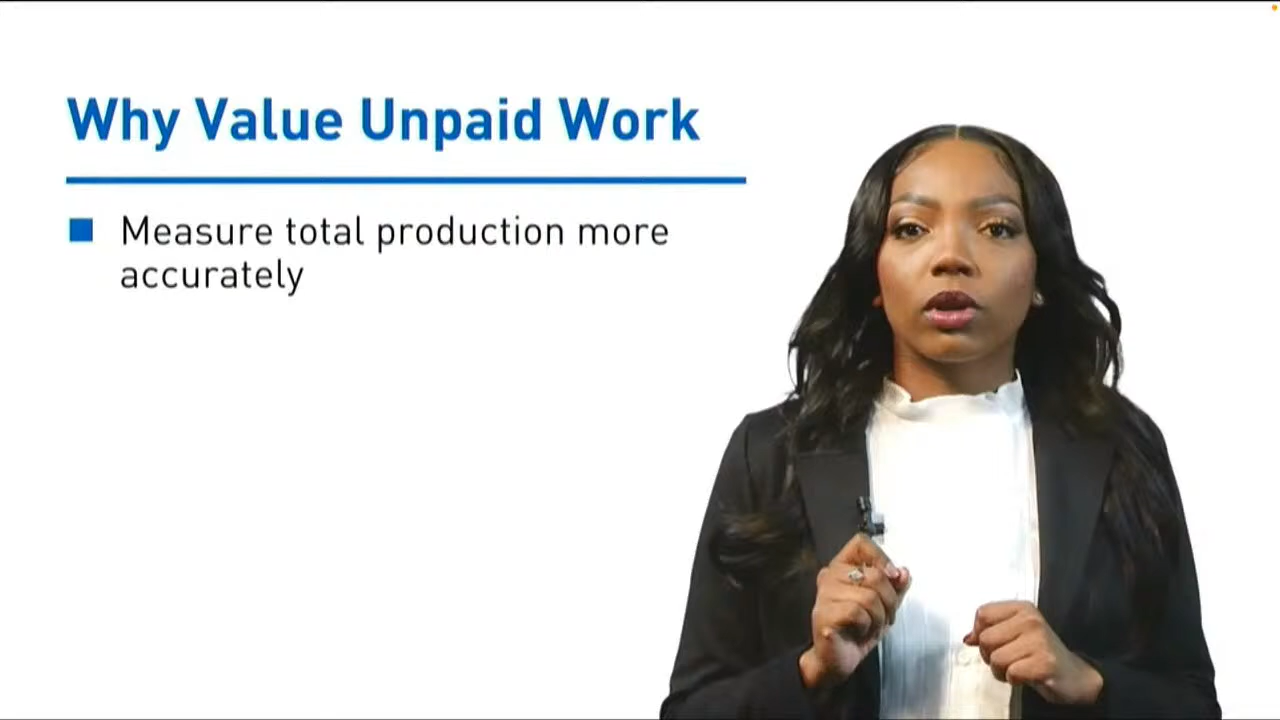 Why Value Unpaid Work
Measure total production more
accurately